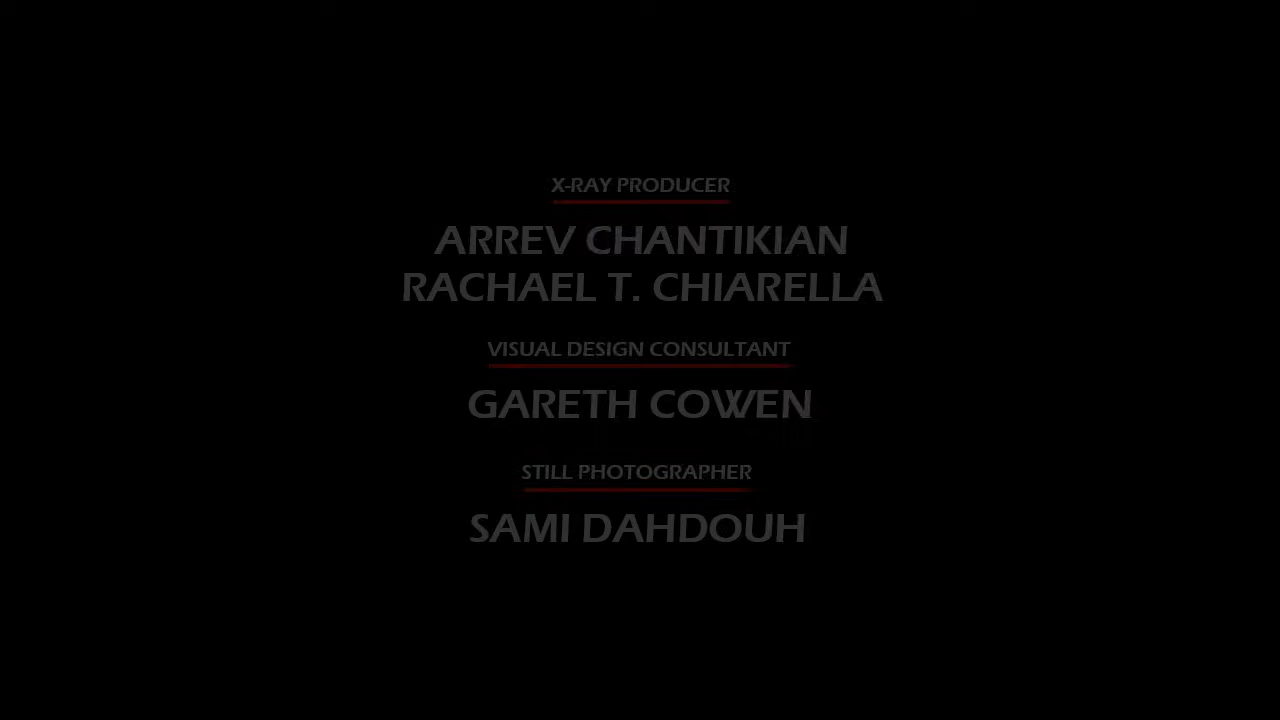 X-RAY PRODUCER
ARREV CHANTIKIAN
RACHAEL T. CHIARELLA
VISUAL DESIGN CONSULTANT
GARETH COWEN
STILL PHOTOGRAPHER
SAMI DAHDOUH